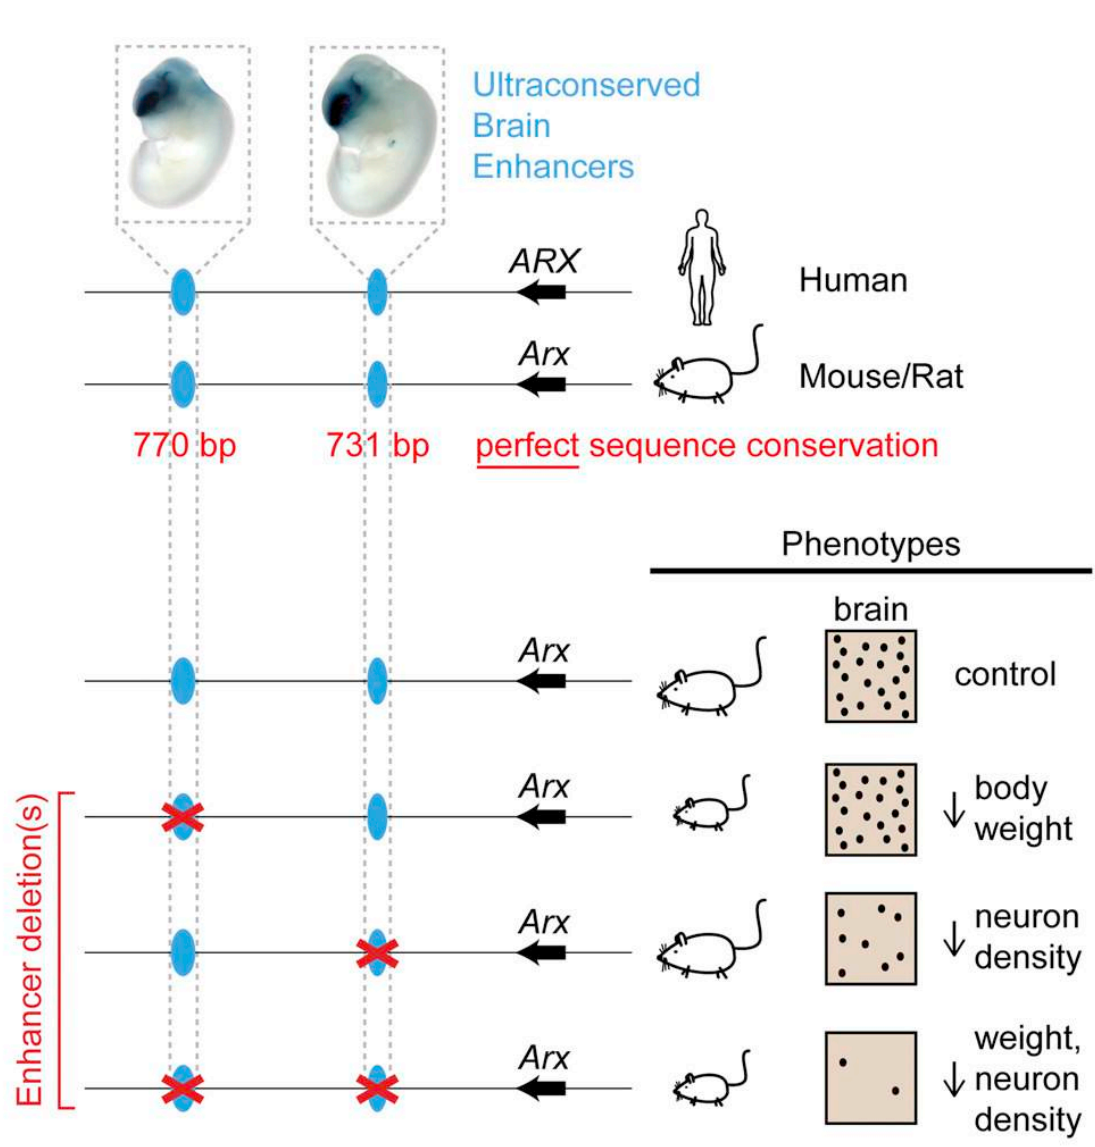 Ultraconserved
Brain
Enhancers
ARX
Human
Arx
Mouse/Rat
770 bp 731 bp perfect sequence conservation
Phenotypes
brain
Arx
control
Enhancer deletion(s)
Arx
body
weight
Arx
neuron
density
Arx
weight,
neuron
density